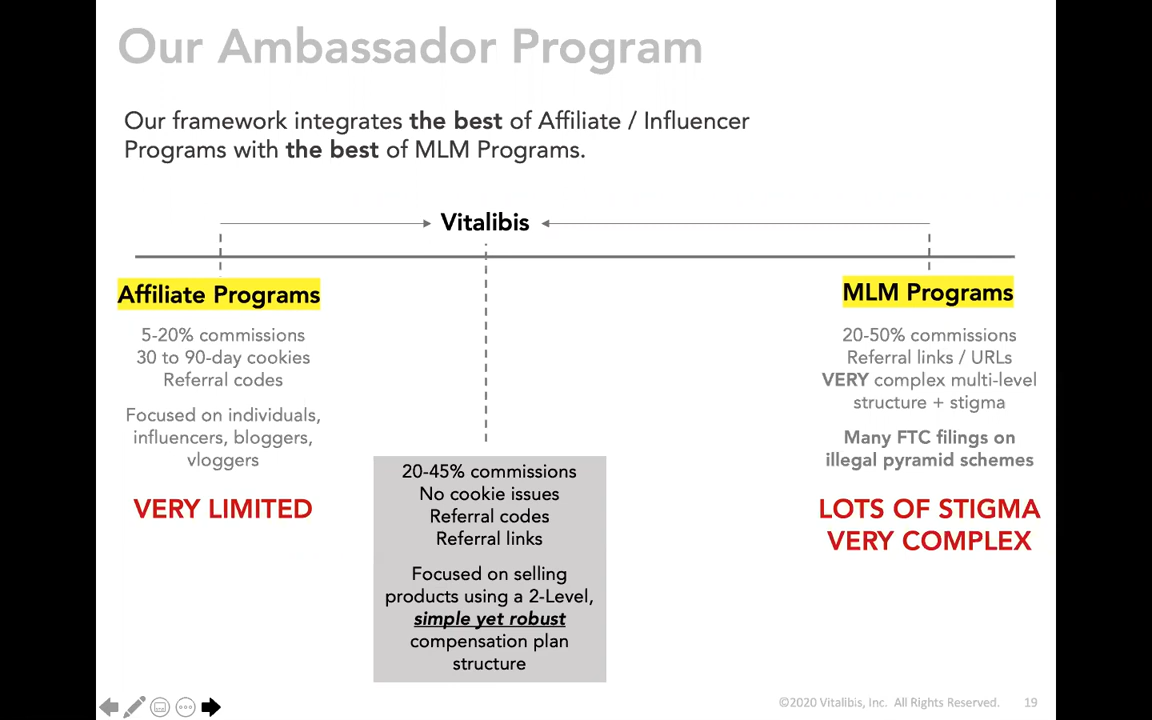 Our Ambassador Program
Our framework integrates the best of Affiliate / Influencer
Programs with the best of MLM Programs.
Vitalibis
Affiliate Programs
5-20% commissions
30 to 90-day cookies
Referral codes
Focused on individuals,
influencers, bloggers,
vloggers
VERY LIMITED
20-45% commissions
No cookie issues
Referral codes
Referral links
Focused on selling
products using a 2-Level,
simple yet robust
compensation plan
structure
MLM Programs
20-50% commissions
Referral links / URLs
VERY complex multi-level
structure + stigma
Many FTC filings on
illegal pyramid schemes
LOTS OF STIGMA
VERY COMPLEX
©2020 Vitalibis, Inc. All Rights Reserved. 19